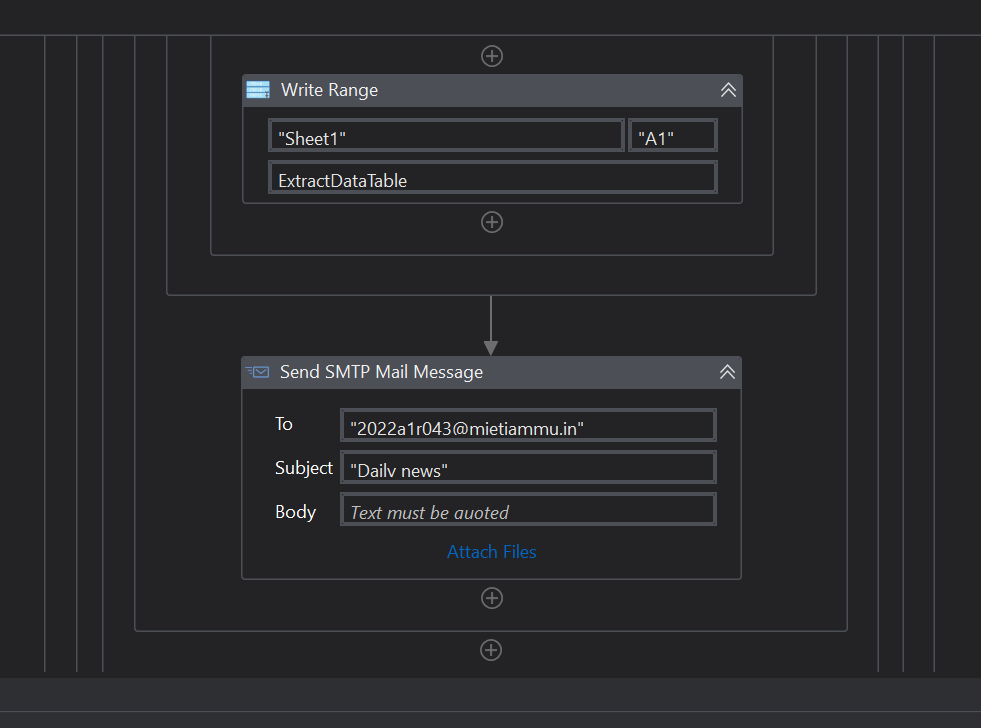 Write Range
"Sheet1" "A1"
ExtractDataTable
Send SMTP Mail Message
To "2022a1r043@mietjammu.in"
Subject "Daily news"
Body Text must be quoted
Attach Files